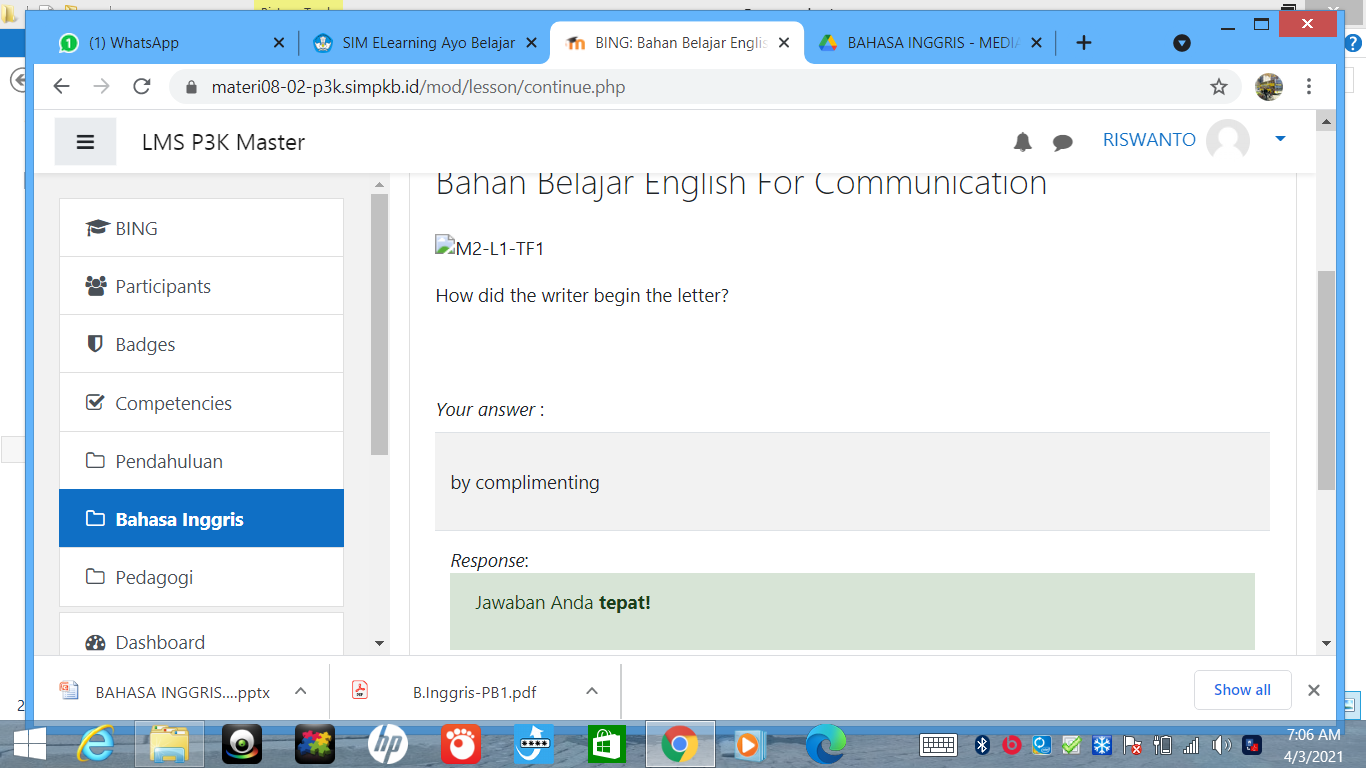 (1) WhatsApp
SIM ELearning Ayo Belajar
BING: Bahan Belajar Englis
BAHASA INGGRIS - MEDIA
materi08-02-p3k.simpkb.id/mod/lesson/continue.php
LMS P3K Master
RISWANTO
BING
Participants
Badges
Competencies
Pendahuluan
Bahasa Inggris
Pedagogi
Dashboard
Bahan Belajar English For Communication
M2-L1-TF1
How did the writer begin the letter?
Your answer :
by complimenting
Response:
Jawaban Anda tepat!
BAHASA INGGRIS....pptx
B.Inggris-PB1.pdf
Show all
7:06 AM
4/3/2021